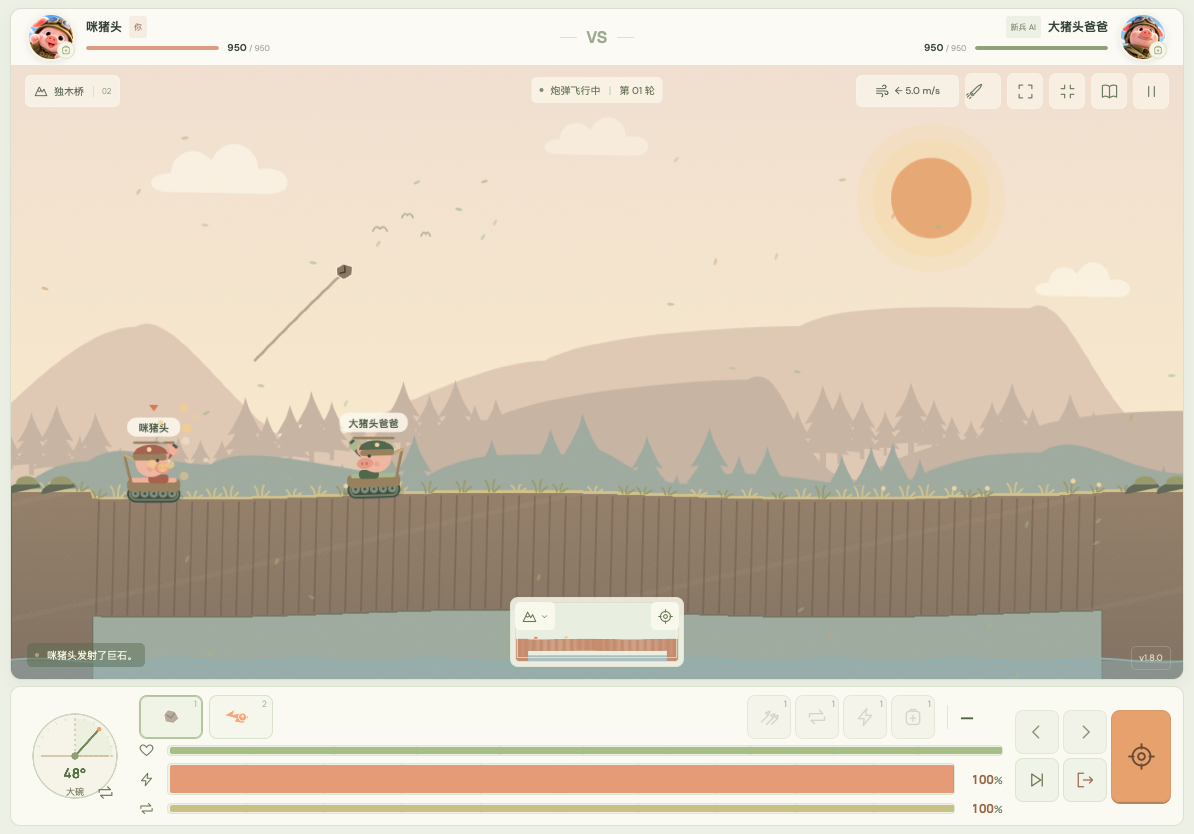 咪猪头 你
950 / 950
VS
新兵 AI 大猪头爸爸
950 / 950
独木桥 02
炮弹飞行中 第 01 轮
← 5.0 m/s
咪猪头
大猪头爸爸
咪猪头发射了巨石。
v1.8.0
48°
大碗
1
2
1
1
1
1
100%
100%